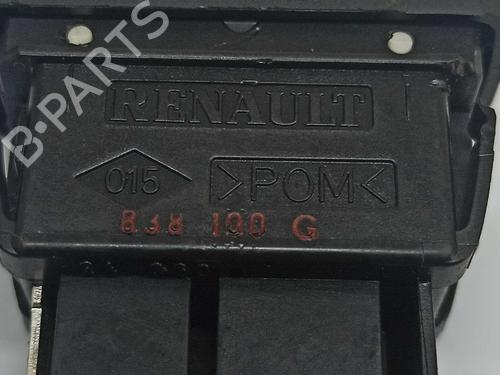 B-PARTS
RENAULT
015
>POM<
838 100 G